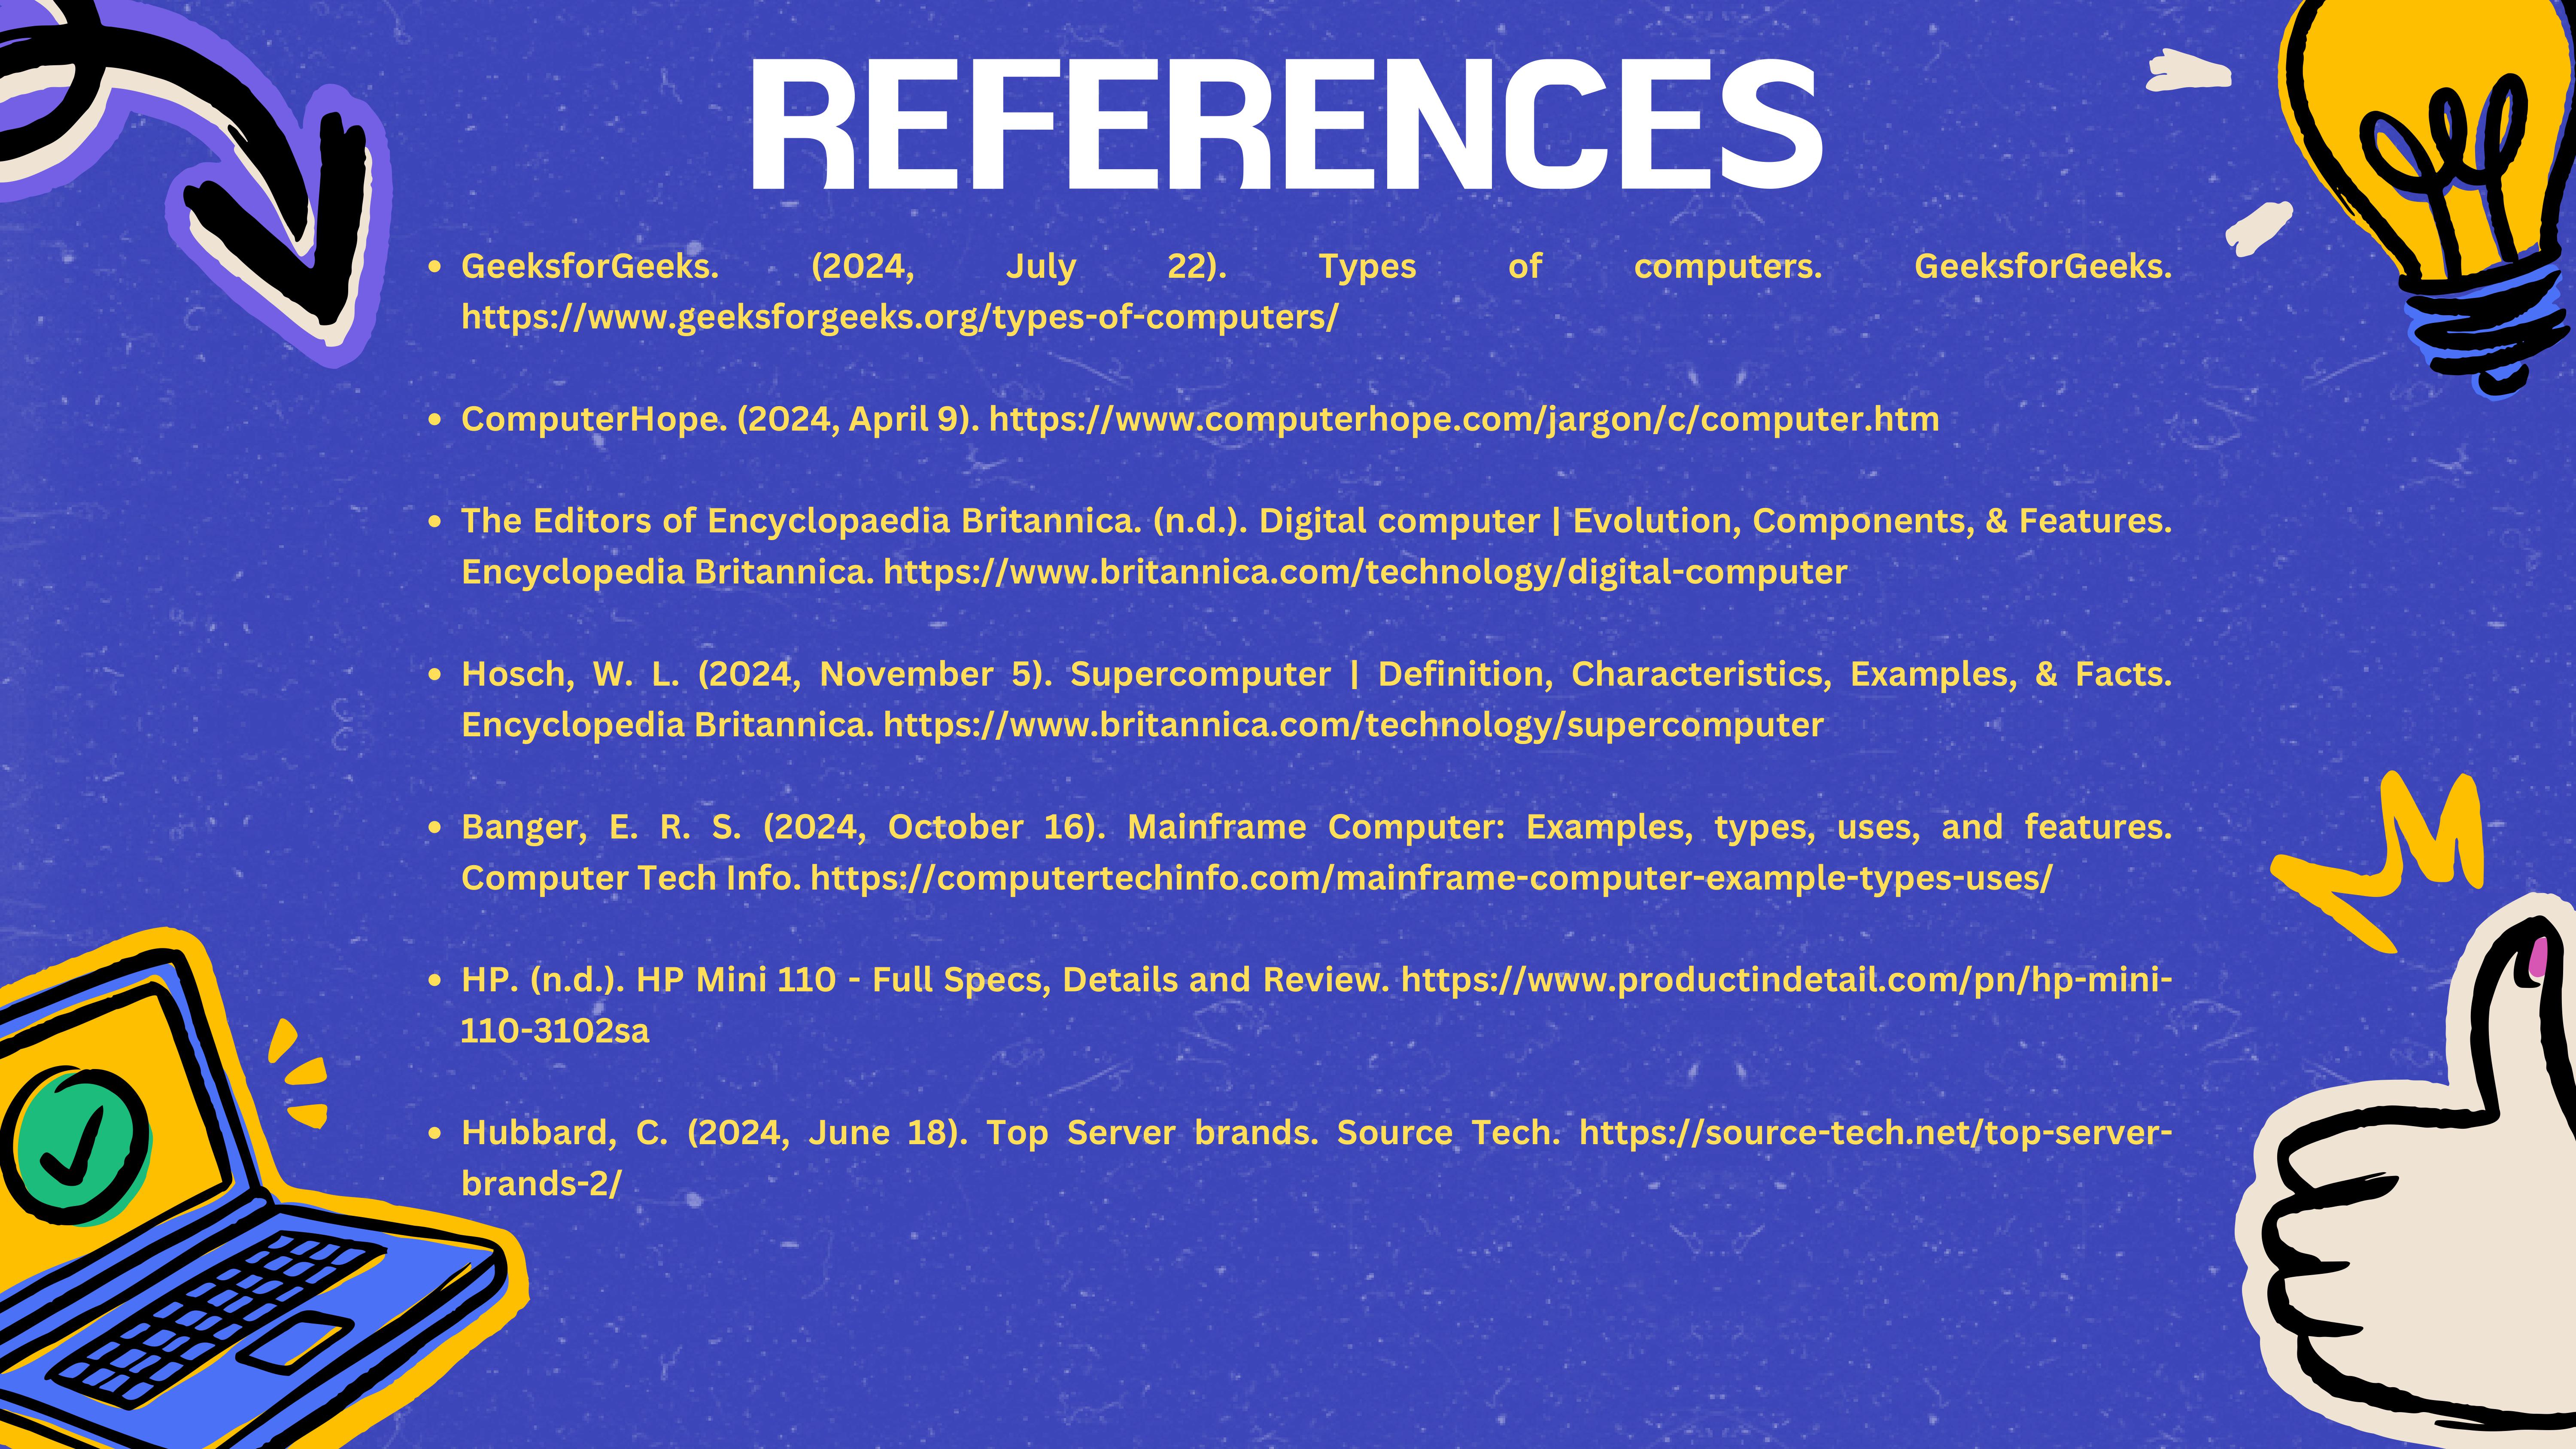 REFERENCES
• GeeksforGeeks. (2024, July 22). Types of computers. GeeksforGeeks.
https://www.geeksforgeeks.org/types-of-computers/
• ComputerHope. (2024, April 9). https://www.computerhope.com/jargon/c/computer.htm
• The Editors of Encyclopaedia Britannica. (n.d.). Digital computer | Evolution, Components, & Features.
Encyclopedia Britannica. https://www.britannica.com/technology/digital-computer
• Hosch, W. L. (2024, November 5). Supercomputer | Definition, Characteristics, Examples, & Facts.
Encyclopedia Britannica. https://www.britannica.com/technology/supercomputer
• Banger, E. R. S. (2024, October 16). Mainframe Computer: Examples, types, uses, and features.
Computer Tech Info. https://computertechinfo.com/mainframe-computer-example-types-uses/
• HP. (n.d.). HP Mini 110 - Full Specs, Details and Review. https://www.productindetail.com/pn/hp-mini-
110-3102sa
• Hubbard, C. (2024, June 18). Top Server brands. Source Tech. https://source-tech.net/top-server-
brands-2/